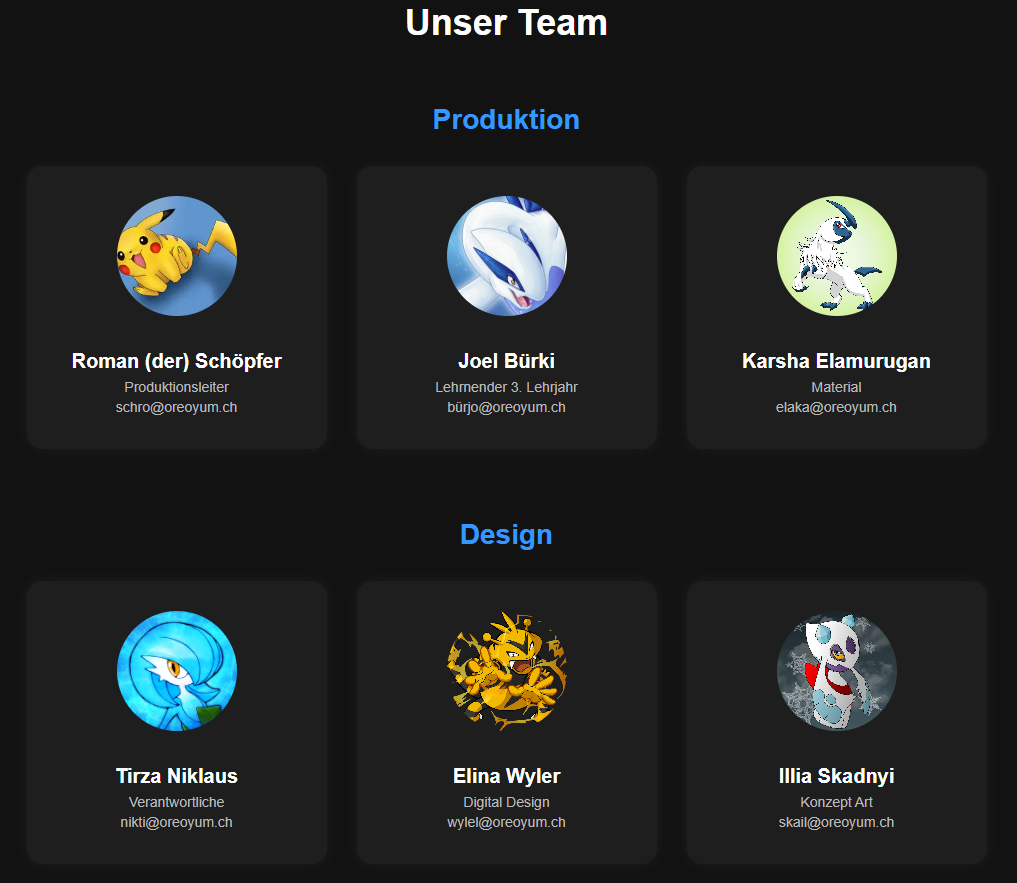 Unser Team
Produktion
Roman (der) Schöpfer
Produktionsleiter
schro@oreoyum.ch
Joel Bürki
Lehrnender 3. Lehrjahr
bürjo@oreoyum.ch
Karsha Elamurugan
Material
elaka@oreoyum.ch
Design
Tirza Niklaus
Verantwortliche
nikti@oreoyum.ch
Elina Wyler
Digital Design
wylel@oreoyum.ch
Illia Skadnyi
Konzept Art
skail@oreoyum.ch